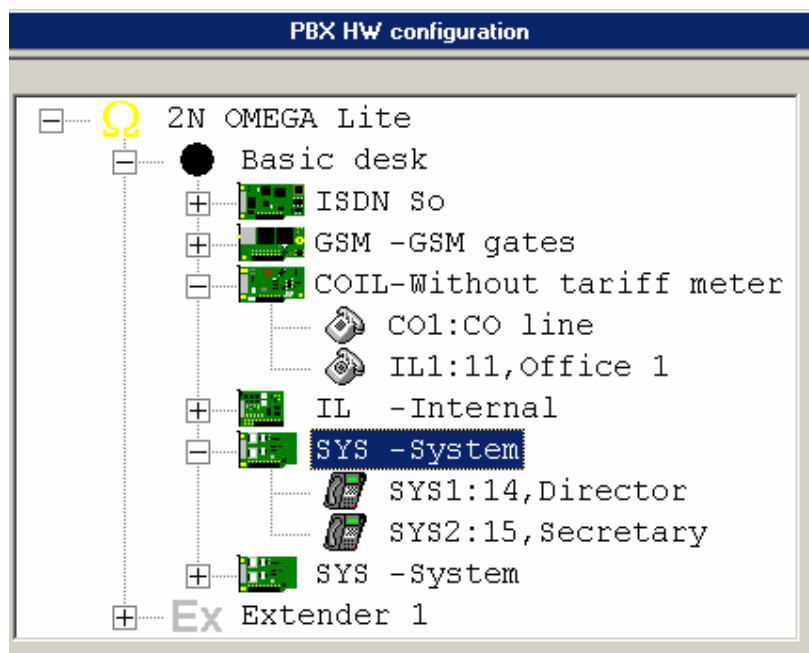 PBX HW configuration
Ω 2N OMEGA Lite
Basic desk
ISDN So
GSM -GSM gates
COIL-Without tariff meter
CO1:CO line
IL1:11,Office 1
IL -Internal
SYS -System
SYS1:14,Director
SYS2:15,Secretary
SYS -System
Ex Extender 1